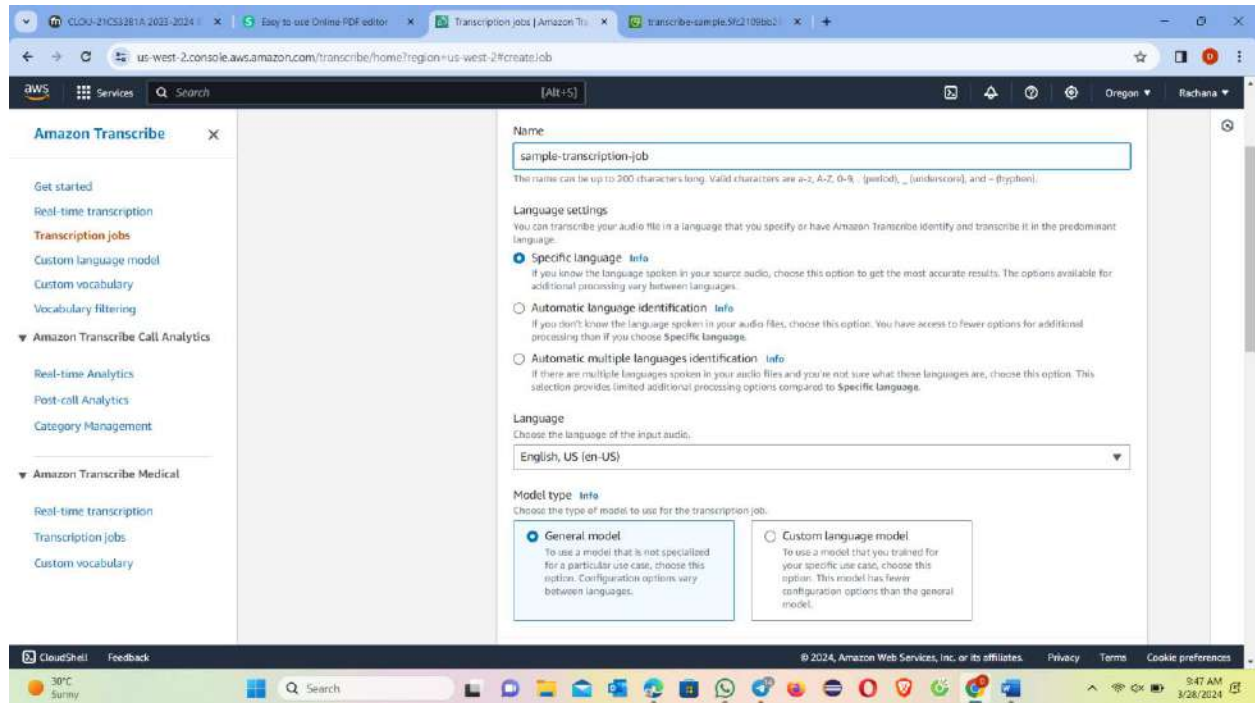 CLOU-21CS3281A 2023-2024
Easy to use Online PDF editor
Transcription jobs | Amazon Tra
transcribe-sample.5fc2109bb2
us-west-2.console.aws.amazon.com/transcribe/home?region=us-west-2#createJob
aws
Services
Search
[Alt+S]
Oregon
Rachana
Amazon Transcribe
Get started
Real-time transcription
Transcription jobs
Custom language model
Custom vocabulary
Vocabulary filtering
Amazon Transcribe Call Analytics
Real-time Analytics
Post-call Analytics
Category Management
Amazon Transcribe Medical
Real-time transcription
Transcription jobs
Custom vocabulary
Name
sample-transcription-job
The name can be up to 200 characters long. Valid characters are a-z, A-Z, 0-9, . (period), _ (underscore), and – (hyphen).
Language settings
You can transcribe your audio file in a language that you specify or have Amazon Transcribe identify and transcribe it in the predominant
language.
Specific language Info
If you know the language spoken in your source audio, choose this option to get the most accurate results. The options available for
additional processing vary between languages.
Automatic language identification Info
If you don't know the language spoken in your audio files, choose this option. You have access to fewer options for additional
processing than if you choose Specific language.
Automatic multiple languages identification Info
If there are multiple languages spoken in your audio files and you're not sure what these languages are, choose this option. This
selection provides limited additional processing options compared to Specific language.
Language
Choose the language of the input audio.
English, US (en-US)
Model type Info
Choose the type of model to use for the transcription job.
General model
To use a model that is not specialized
for a particular use case, choose this
option. Configuration options vary
between languages.
Custom language model
To use a model that you trained for
your specific use case, choose this
option. This model has fewer
configuration options than the general
model.
CloudShell
Feedback
© 2024, Amazon Web Services, Inc. or its affiliates.
Privacy
Terms
Cookie preferences
30°C
Sunny
Search
9:47 AM
3/28/2024